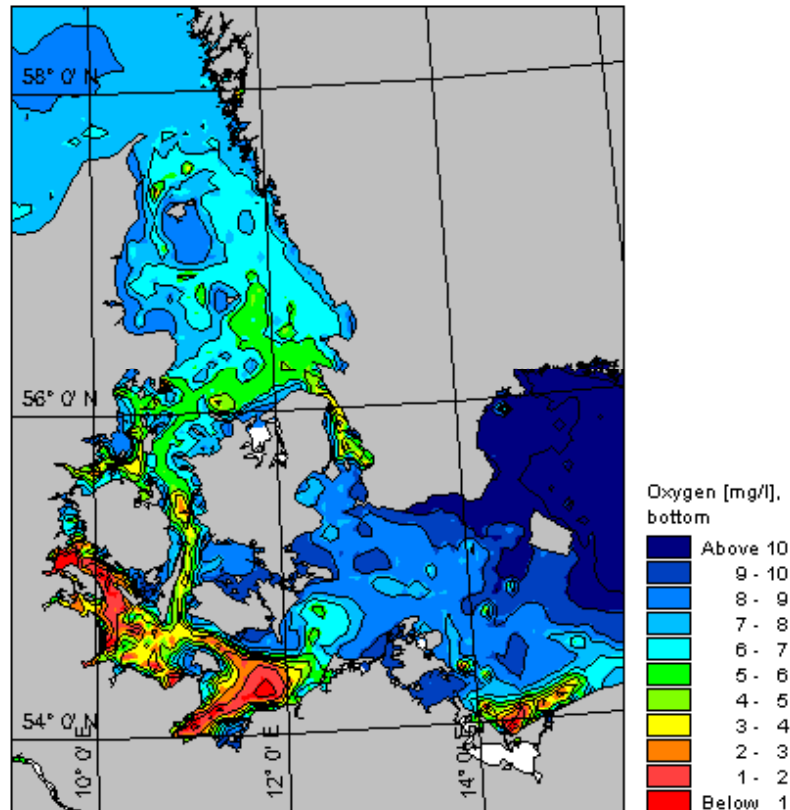 58° 0' N
56° 0' N
54° 0' N
10° 0' E
12° 0' E
14° 0' E
Oxygen [mg/l],
bottom
Above 10
9 - 10
8 - 9
7 - 8
6 - 7
5 - 6
4 - 5
3 - 4
2 - 3
1 - 2
Below 1